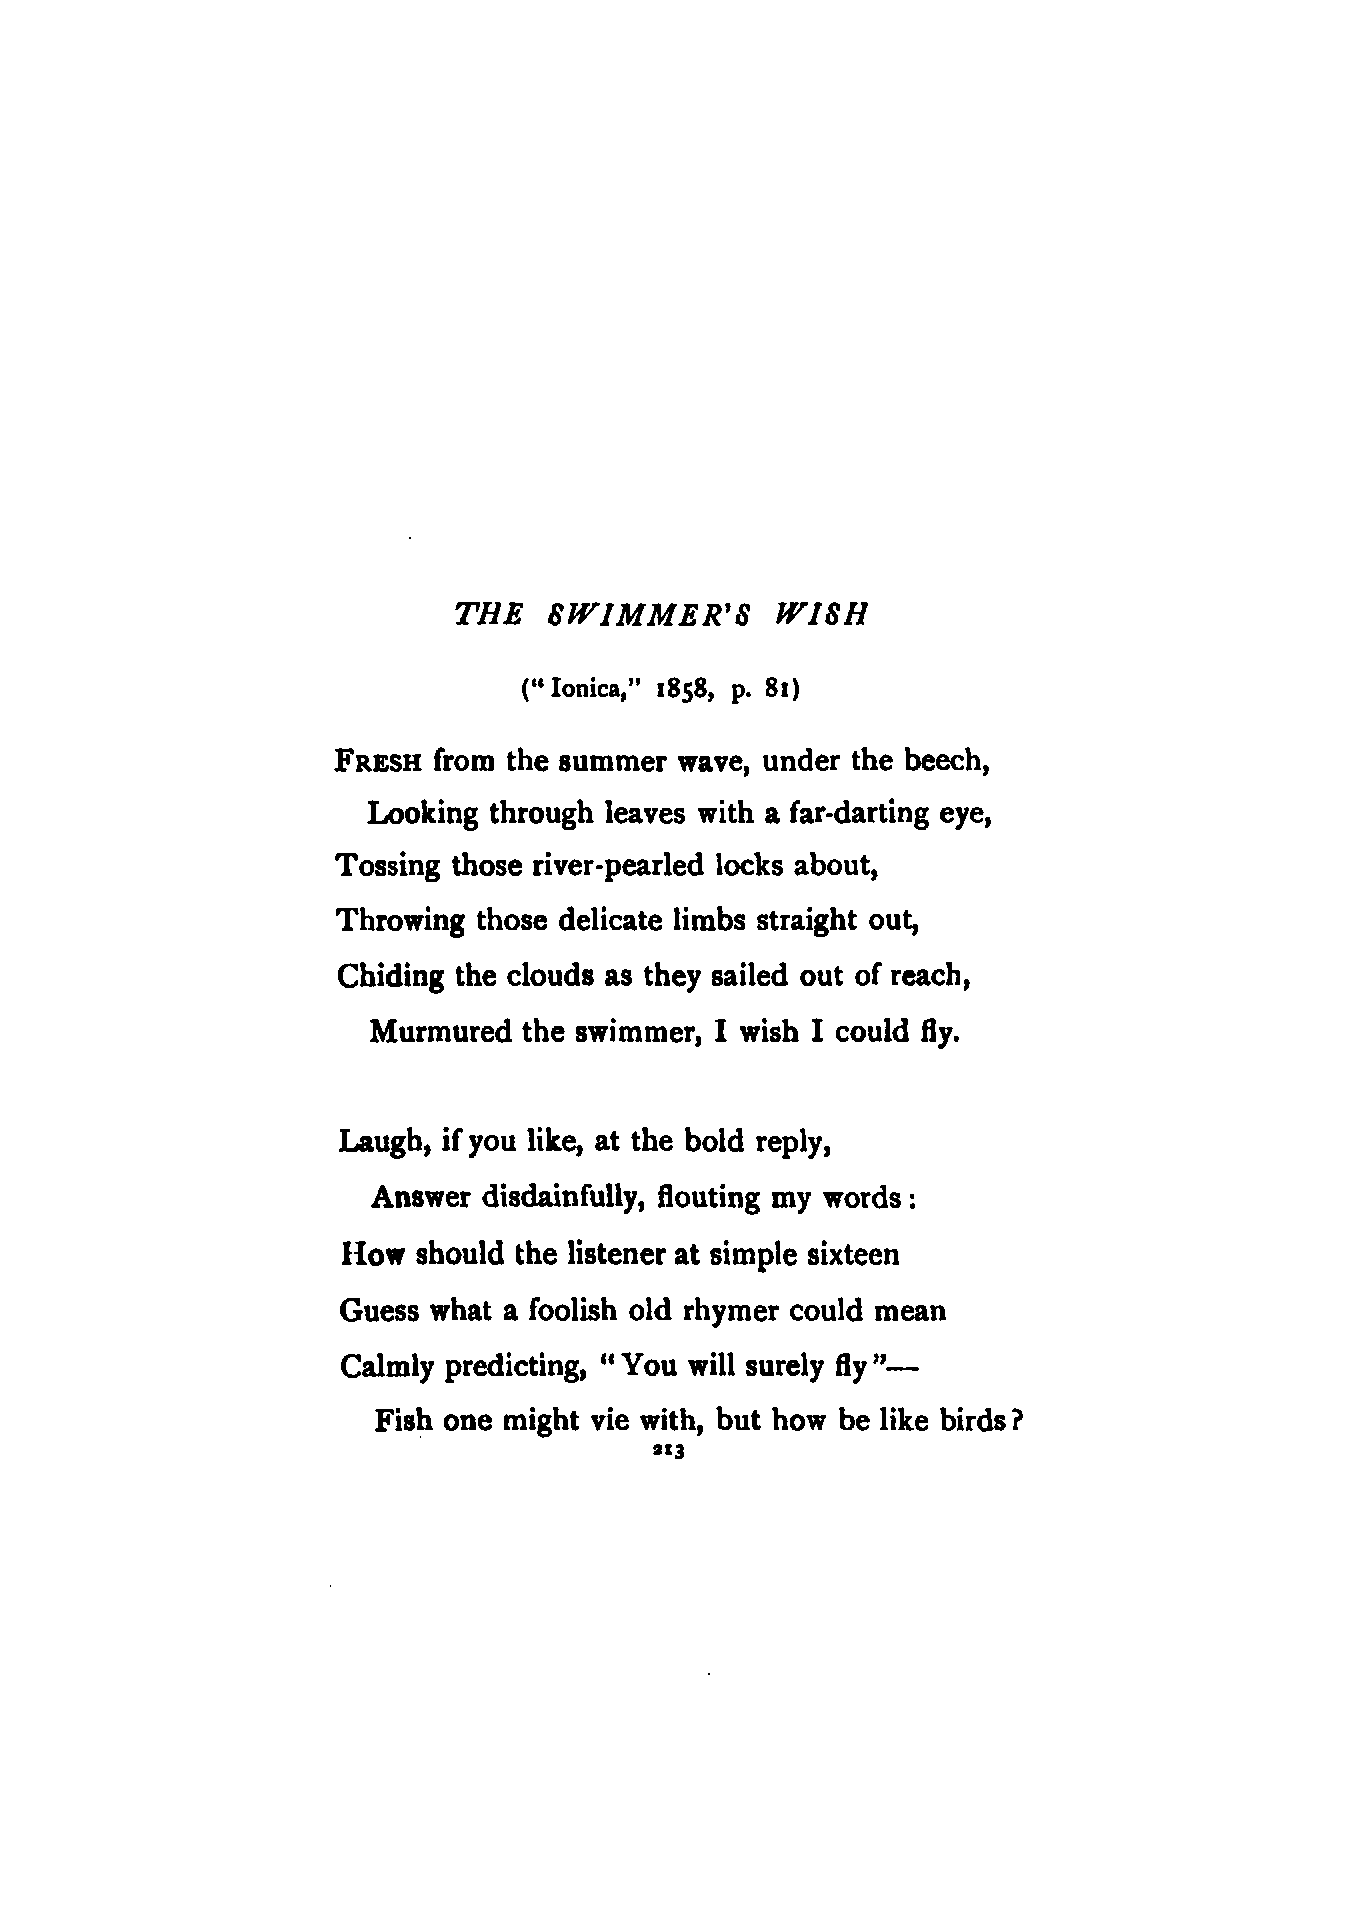 THE SWIMMER'S WISH
("Ionica," 1858, p. 81)
FRESH from the summer wave, under the beech,
Looking through leaves with a far-darting eye,
Tossing those river-pearled locks about,
Throwing those delicate limbs straight out,
Chiding the clouds as they sailed out of reach,
Murmured the swimmer, I wish I could fly.
Laugh, if you like, at the bold reply,
Answer disdainfully, flouting my words:
How should the listener at simple sixteen
Guess what a foolish old rhymer could mean
Calmly predicting, "You will surely fly"—
Fish one might vie with, but how be like birds?
213